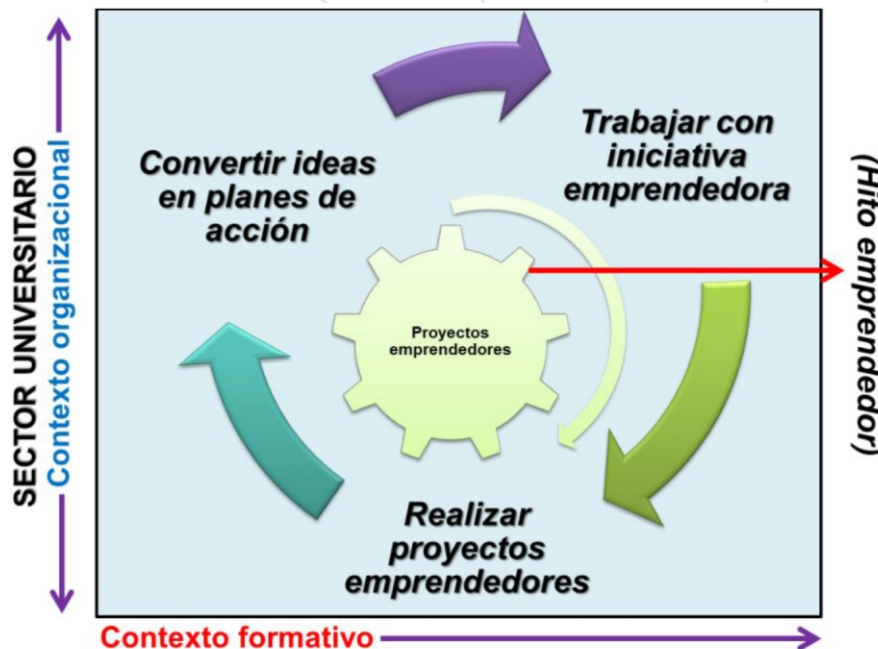 SECTOR UNIVERSITARIO
Contexto organizacional
Convertir ideas
en planes de
acción
Trabajar con
iniciativa
emprendedora
(Hito emprendedor)
Proyectos
emprendedores
Realizar
proyectos
emprendedores
Contexto formativo